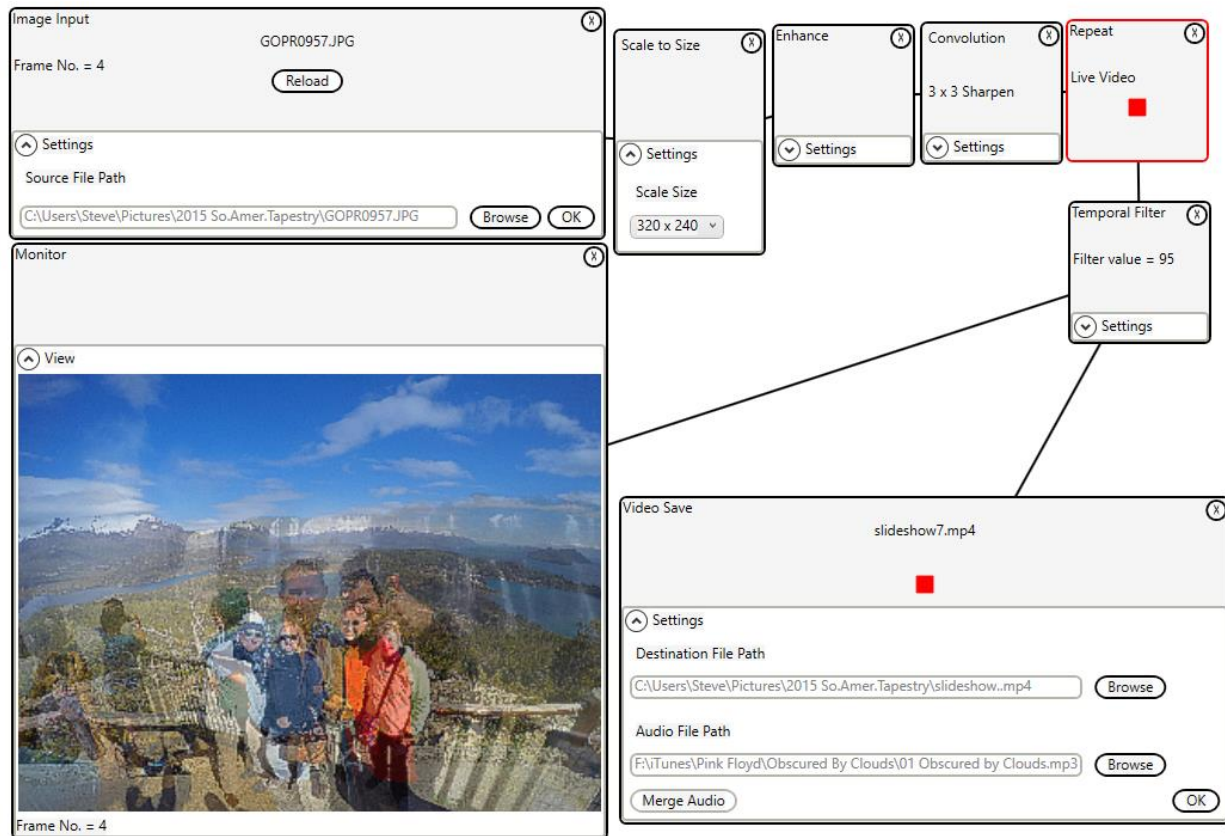 Image Input
X
GOPR0957.JPG
Frame No. = 4
Reload
Settings
Source File Path
C:\Users\Steve\Pictures\2015 So.Amer.Tapestry\GOPR0957.JPG
Browse
OK
Scale to Size
X
Settings
Scale Size
320 x 240
Enhance
X
Settings
Convolution
X
3 x 3 Sharpen
Settings
Repeat
X
Live Video
Temporal Filter
X
Filter value = 95
Settings
Monitor
X
View
Frame No. = 4
Video Save
X
slideshow7.mp4
Settings
Destination File Path
C:\Users\Steve\Pictures\2015 So.Amer.Tapestry\slideshow..mp4
Browse
Audio File Path
F:\iTunes\Pink Floyd\Obscured By Clouds\01 Obscured by Clouds.mp3
Browse
Merge Audio
OK